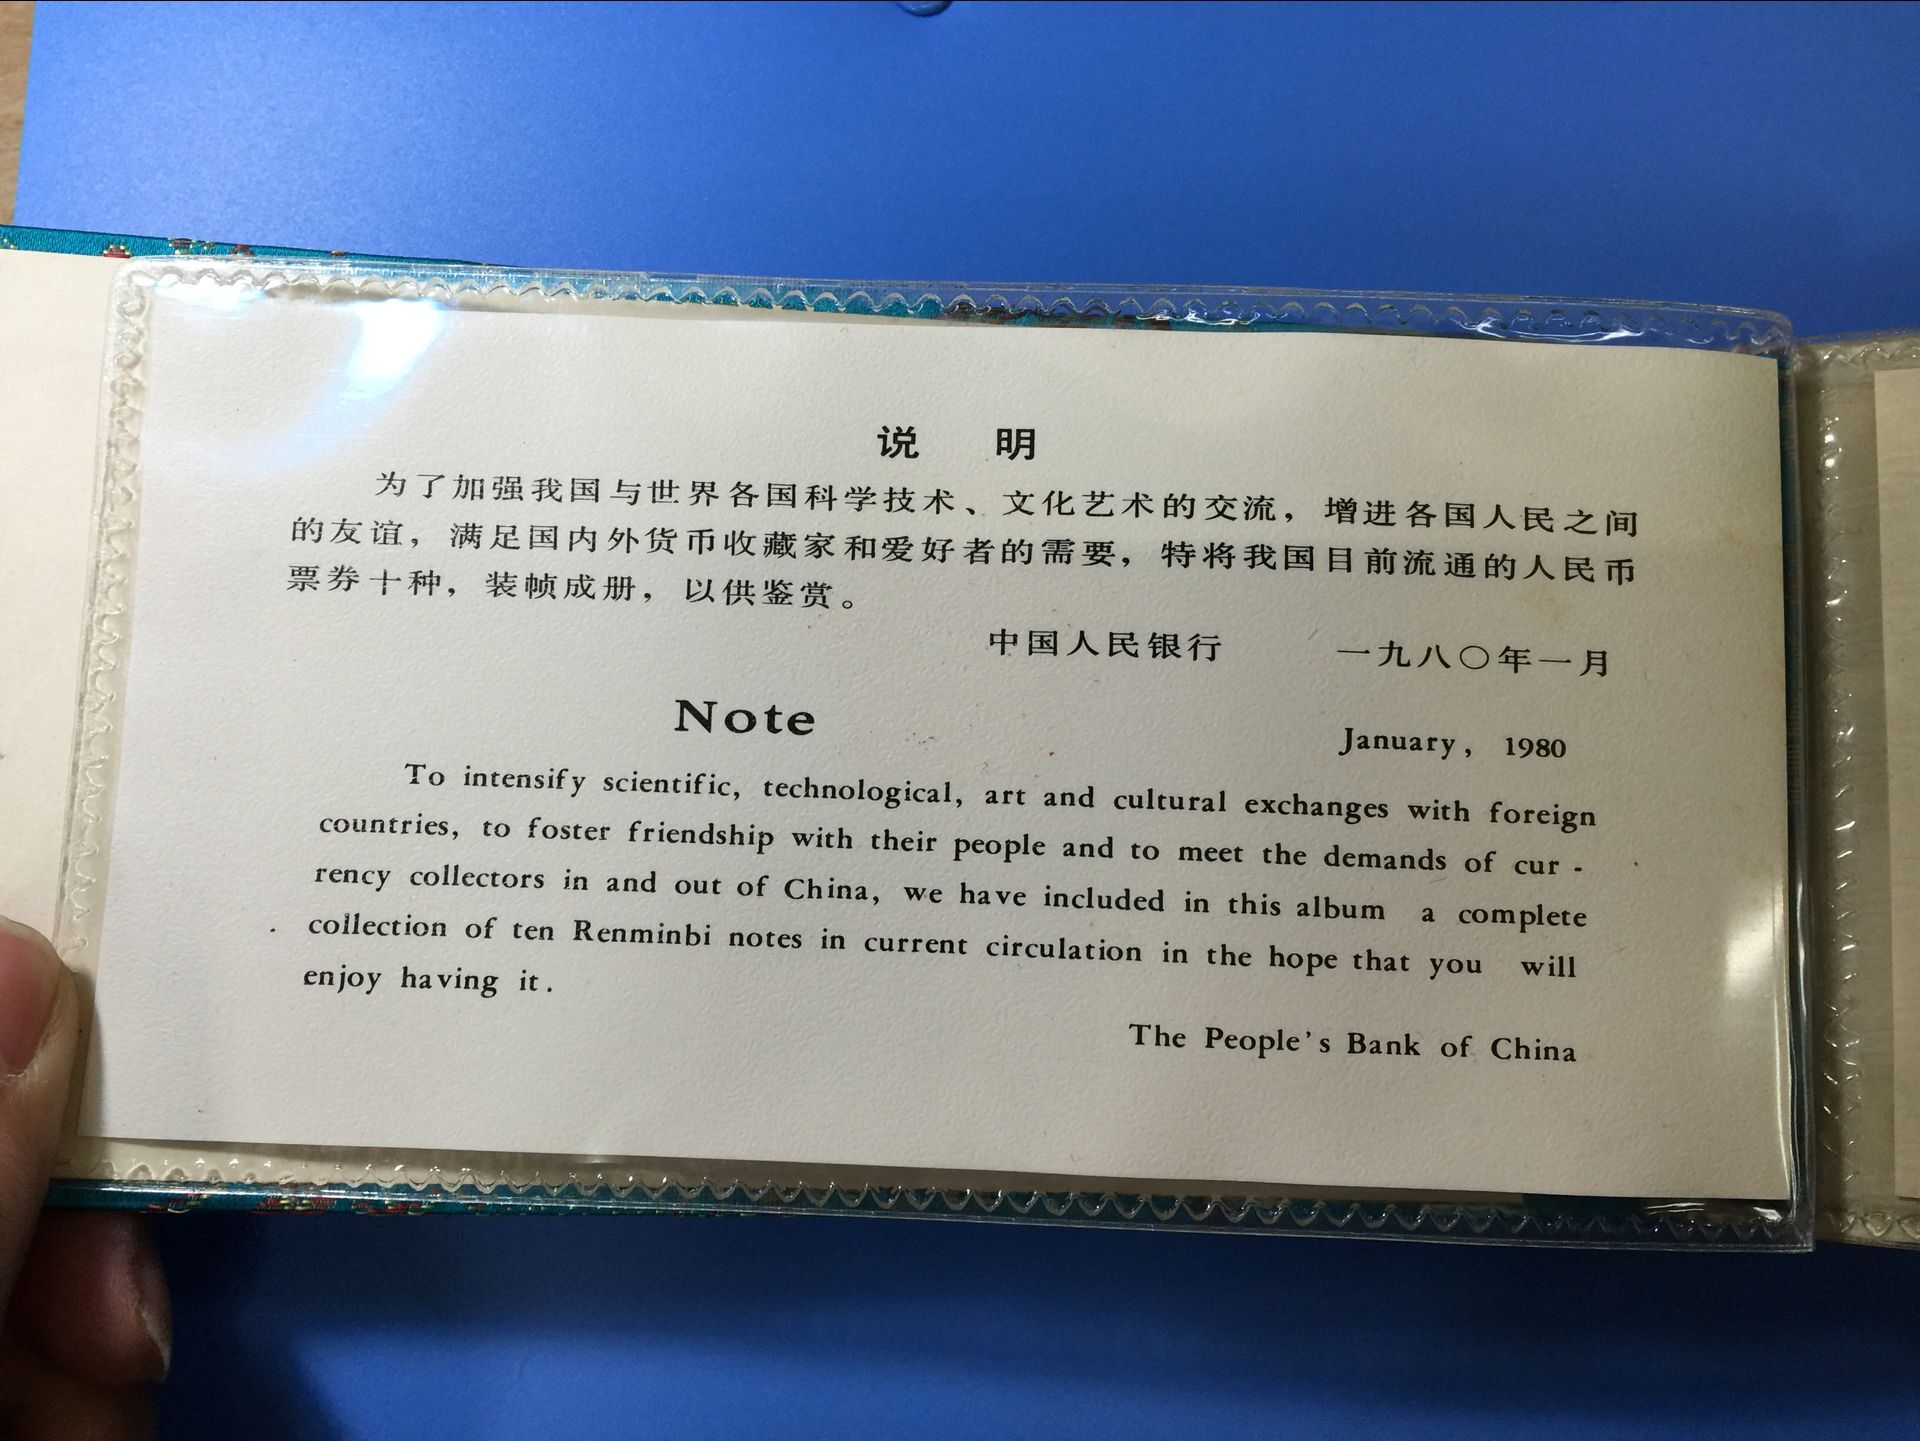 说 明
为了加强我国与世界各国科学技术、文化艺术的交流，增进各国人民之间
的友谊，满足国内外货币收藏家和爱好者的需要，特将我国目前流通的人民币
票券十种，装帧成册，以供鉴赏。
中国人民银行 一九八〇年一月
Note
January, 1980
To intensify scientific, technological, art and cultural exchanges with foreign
countries, to foster friendship with their people and to meet the demands of cur -
rency collectors in and out of China, we have included in this album a complete
collection of ten Renminbi notes in current circulation in the hope that you will
enjoy having it.
The People's Bank of China